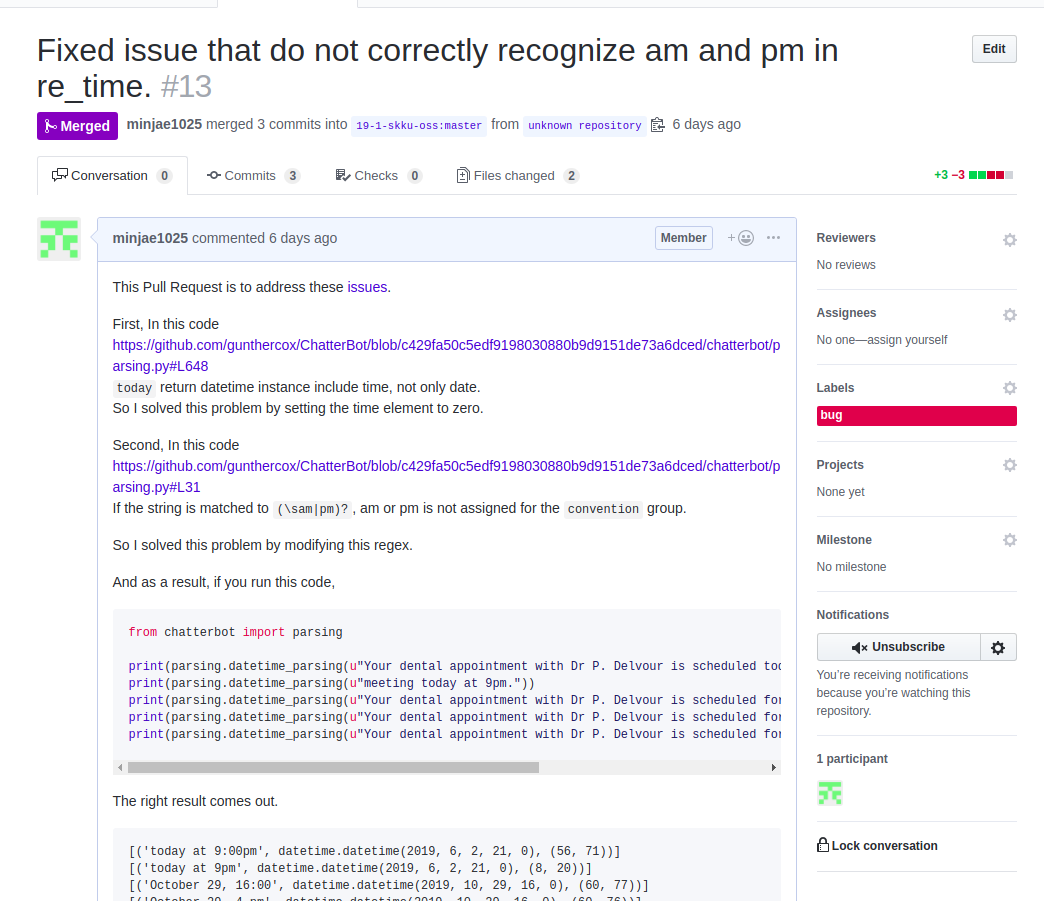 Fixed issue that do not correctly recognize am and pm in
re_time. #13
Edit
Merged minjae1025 merged 3 commits into 19-1-skku-oss:master from unknown repository 6 days ago
Conversation 0 Commits 3 Checks 0 Files changed 2 +3 −3
minjae1025 commented 6 days ago Member + ...
This Pull Request is to address these issues.
First, In this code
https://github.com/gunthercox/ChatterBot/blob/c429fa50c5edf9198030880b9d9151de73a6dced/chatterbot/p
arsing.py#L648
today return datetime instance include time, not only date.
So I solved this problem by setting the time element to zero.
Second, In this code
https://github.com/gunthercox/ChatterBot/blob/c429fa50c5edf9198030880b9d9151de73a6dced/chatterbot/p
arsing.py#L31
If the string is matched to (\sam|pm)?, am or pm is not assigned for the convention group.
So I solved this problem by modifying this regex.
And as a result, if you run this code,
from chatterbot import parsing
print(parsing.datetime_parsing(u"Your dental appointment with Dr P. Delvour is scheduled
print(parsing.datetime_parsing(u"meeting today at 9pm."))
print(parsing.datetime_parsing(u"Your dental appointment with Dr P. Delvour is scheduled for
print(parsing.datetime_parsing(u"Your dental appointment with Dr P. Delvour is scheduled for
print(parsing.datetime_parsing(u"Your dental appointment with Dr P. Delvour is scheduled for
The right result comes out.
[('today at 9:00pm', datetime.datetime(2019, 6, 2, 21, 0), (56, 71))]
[('today at 9pm', datetime.datetime(2019, 6, 2, 21, 0), (8, 20))]
[('October 29, 16:00', datetime.datetime(2019, 10, 29, 16, 0), (60, 77))]
Reviewers
No reviews
Assignees
No one—assign yourself
Labels
bug
Projects
None yet
Milestone
No milestone
Notifications
Unsubscribe
You're receiving notifications
because you're watching this
repository.
1 participant
Lock conversation